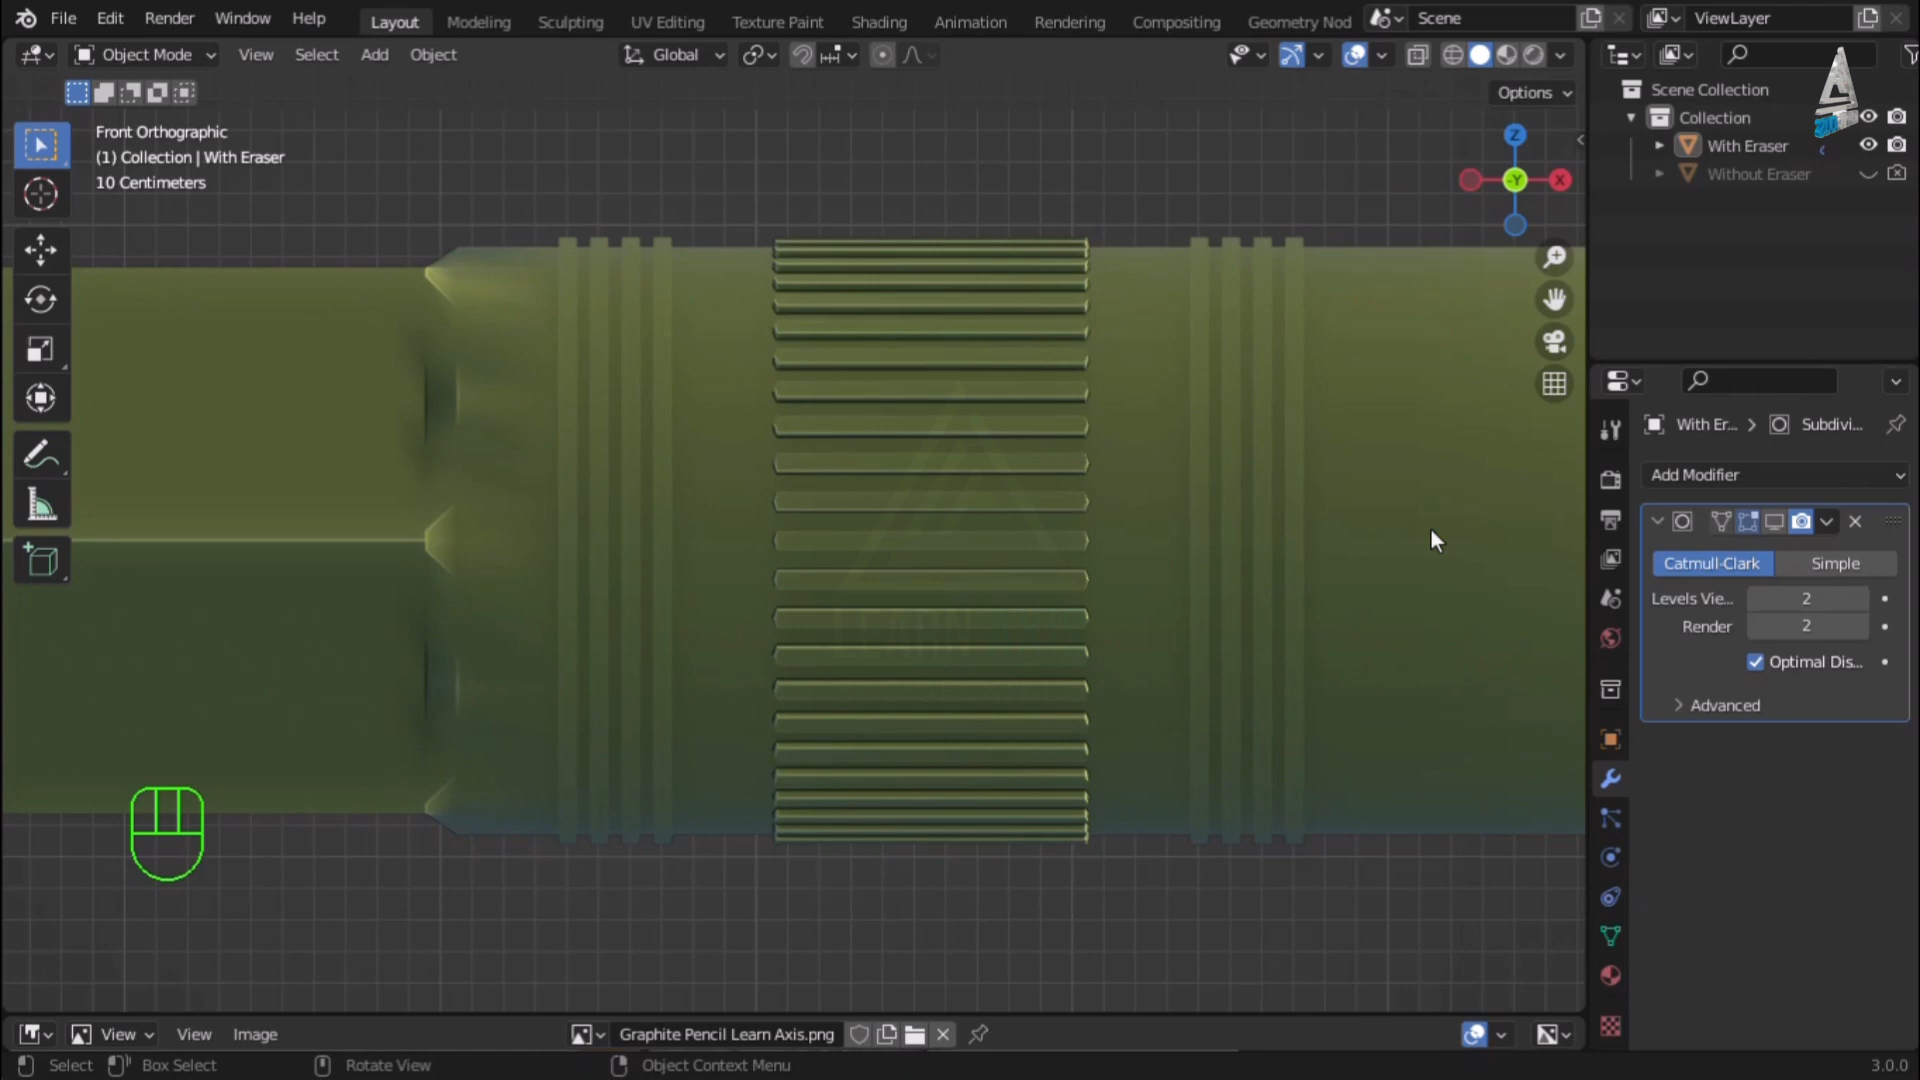 File Edit Render Window Help Layout Modeling Sculpting UV Editing Texture Paint Shading Animation Rendering Compositing Geometry Nod Scene ViewLayer
Object Mode View Select Add Object Global
Options
Scene Collection
Collection
With Eraser
Without Eraser
Front Orthographic
(1) Collection | With Eraser
10 Centimeters
Z
-Y
X
With Er... Subdivi...
Add Modifier
Catmull-Clark Simple
Levels Vie... 2
Render 2
Optimal Dis...
Advanced
LEARN
View View Image Graphite Pencil Learn Axis.png
Select Box Select Rotate View Object Context Menu 3.0.0